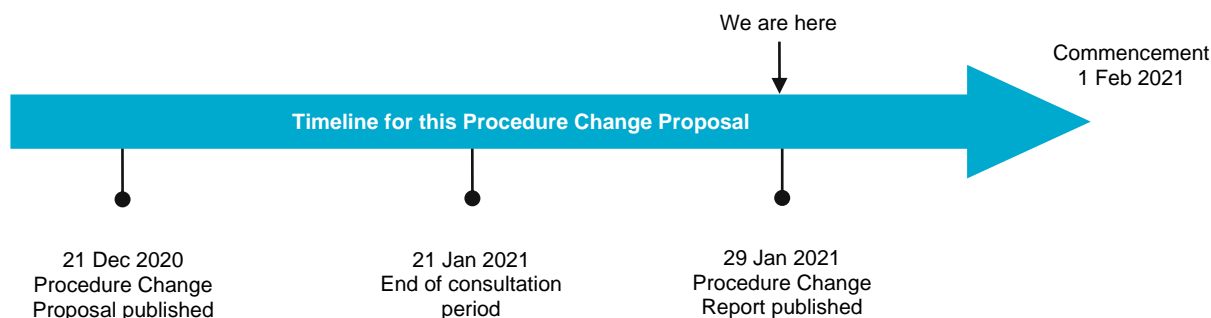 We are here
Commencement
1 Feb 2021
Timeline for this Procedure Change Proposal
21 Dec 2020
Procedure Change
Proposal published
21 Jan 2021
End of consultation
period
29 Jan 2021
Procedure Change
Report published